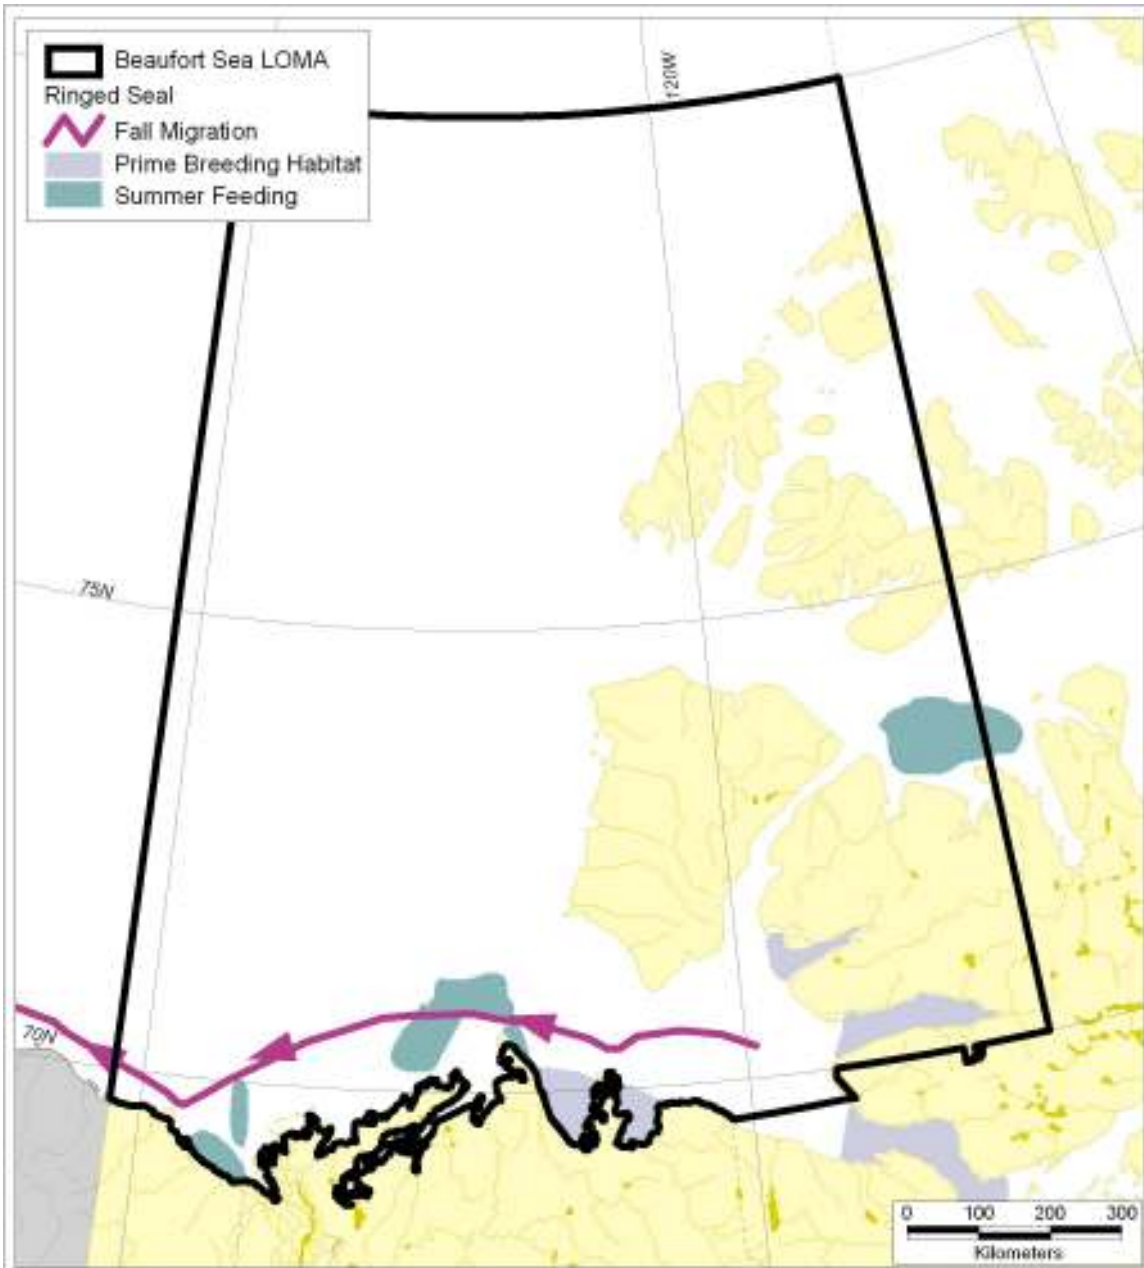 Beaufort Sea LOMA
Ringed Seal
Fall Migration
Prime Breeding Habitat
Summer Feeding
120W
75N
70N
0 100 200 300
Kilometers